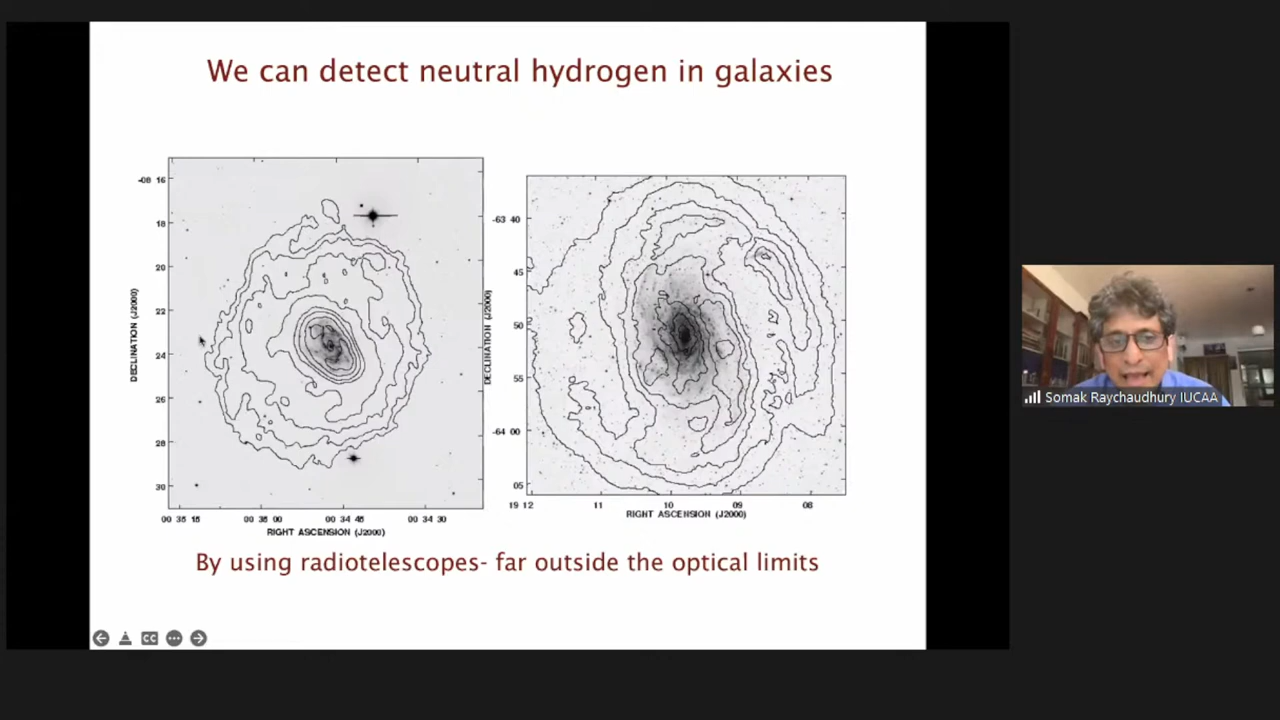 We can detect neutral hydrogen in galaxies
-08 16
18
20
22
24
26
28
30
DECLINATION (J2000)
00 35 15
00 35 00
00 34 45
00 34 30
RIGHT ASCENSION (J2000)
-63 40
45
50
55
-64 00
05
DECLINATION (J2000)
19 12
11
10
09
08
RIGHT ASCENSION (J2000)
By using radiotelescopes- far outside the optical limits
CC
Somak Raychaudhury IUCAA